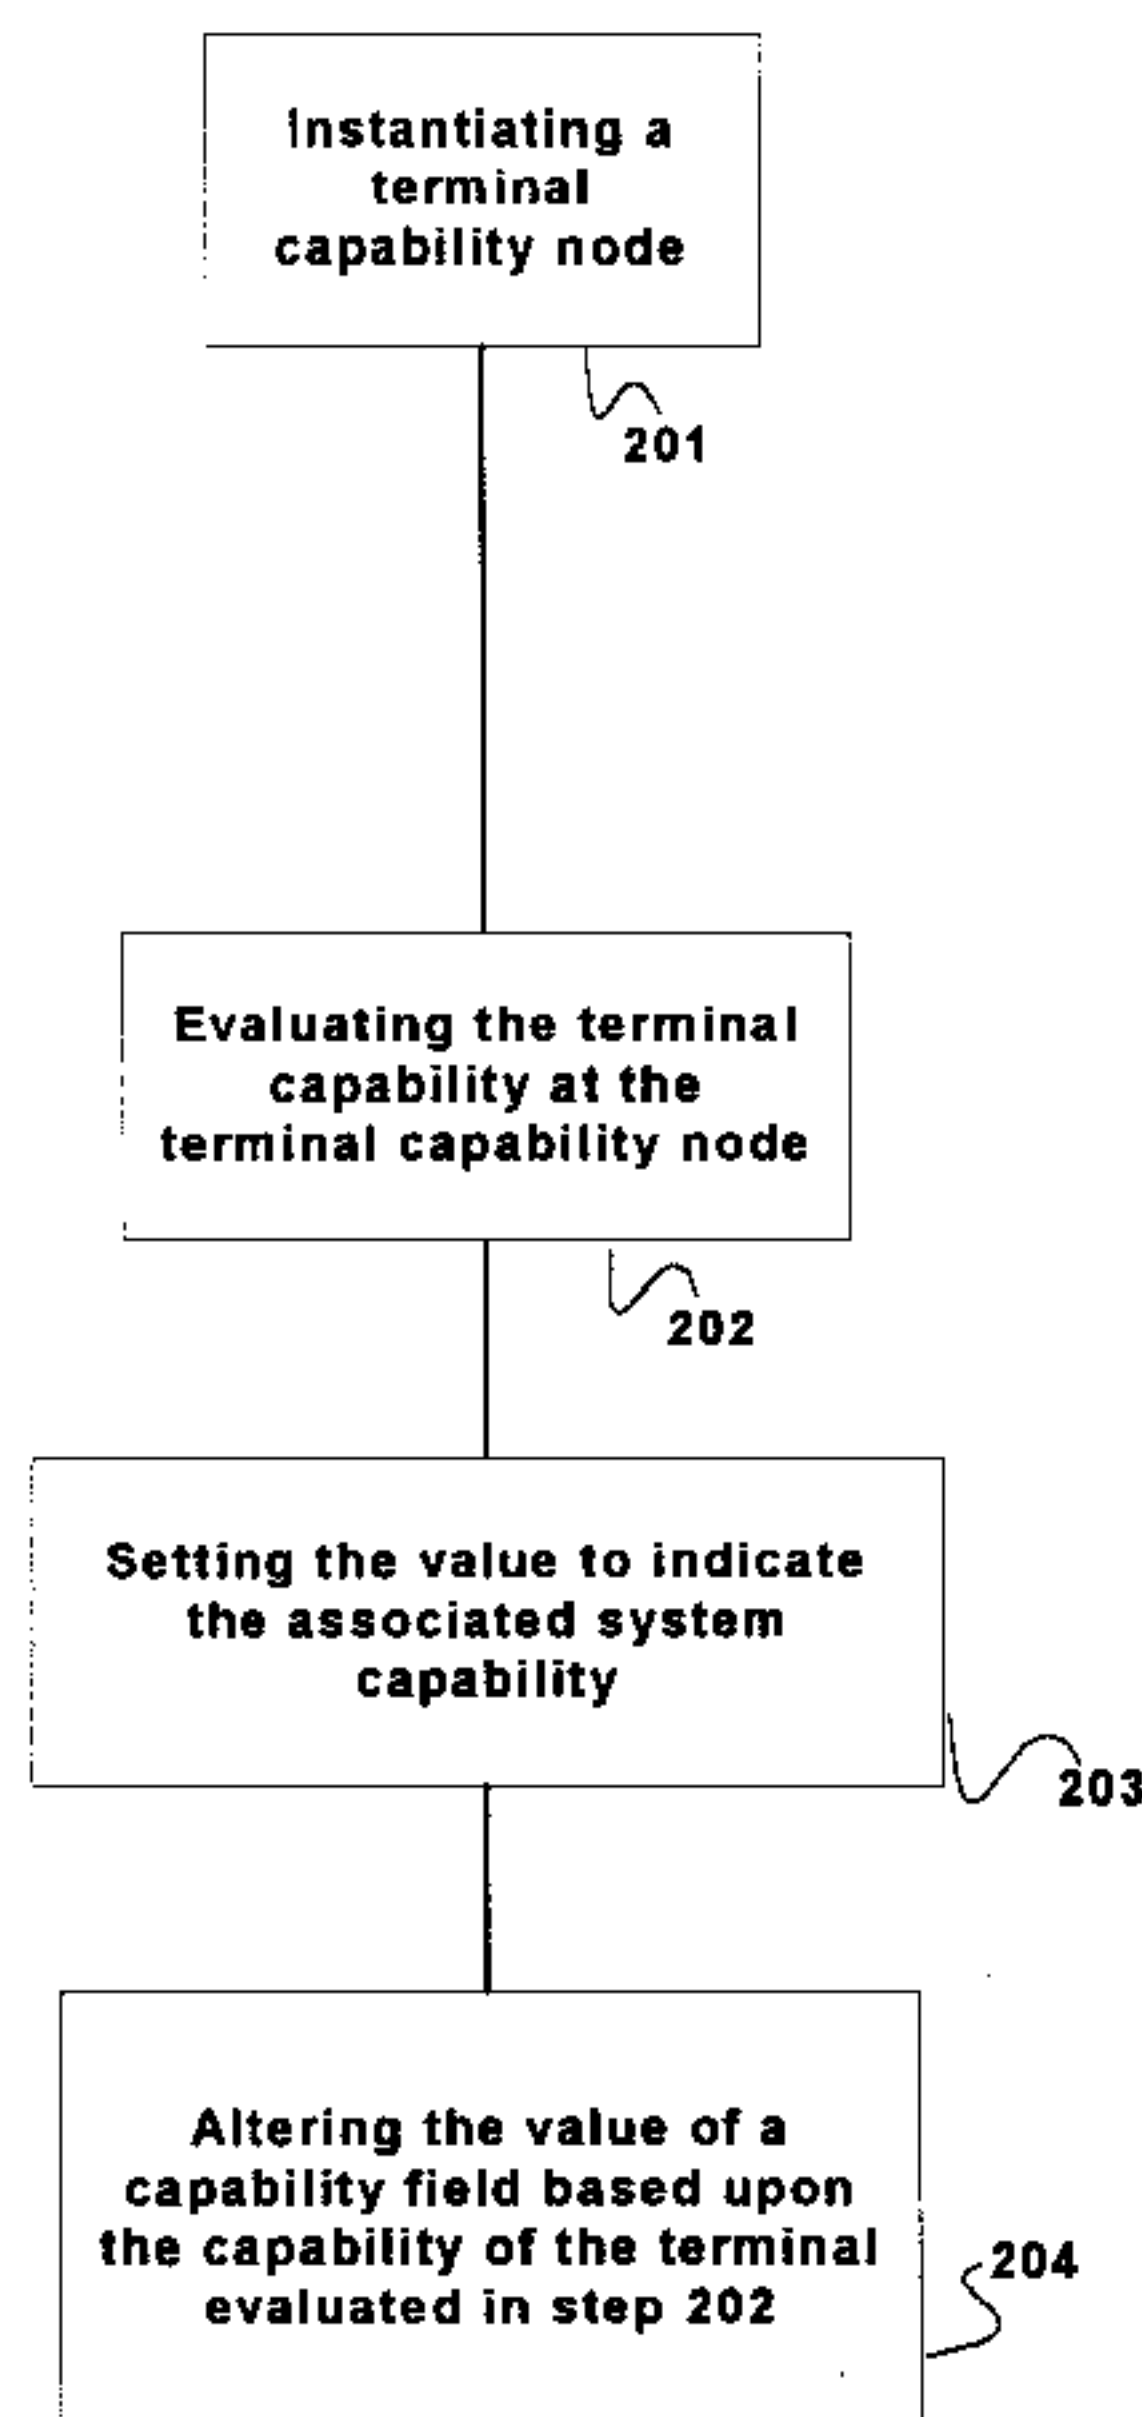 Instantiating a
terminal
capability node
201
Evaluating the terminal
capability at the
terminal capability node
202
Setting the value to indicate
the associated system
capability
203
Altering the value of a
capability field based upon
the capability of the terminal
evaluated in step 202
204